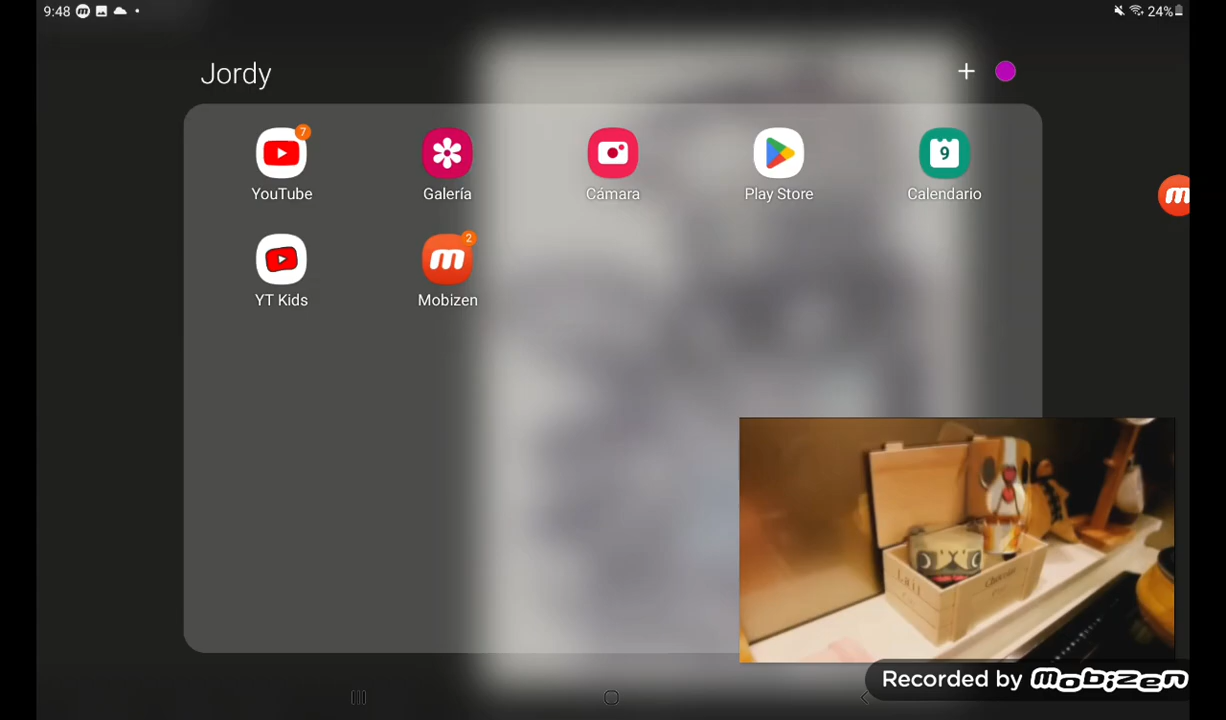 9:48 24%
Jordy
7
YouTube Galería Cámara Play Store 9 Calendario
2
YT Kids Mobizen
Recorded by Mobizen